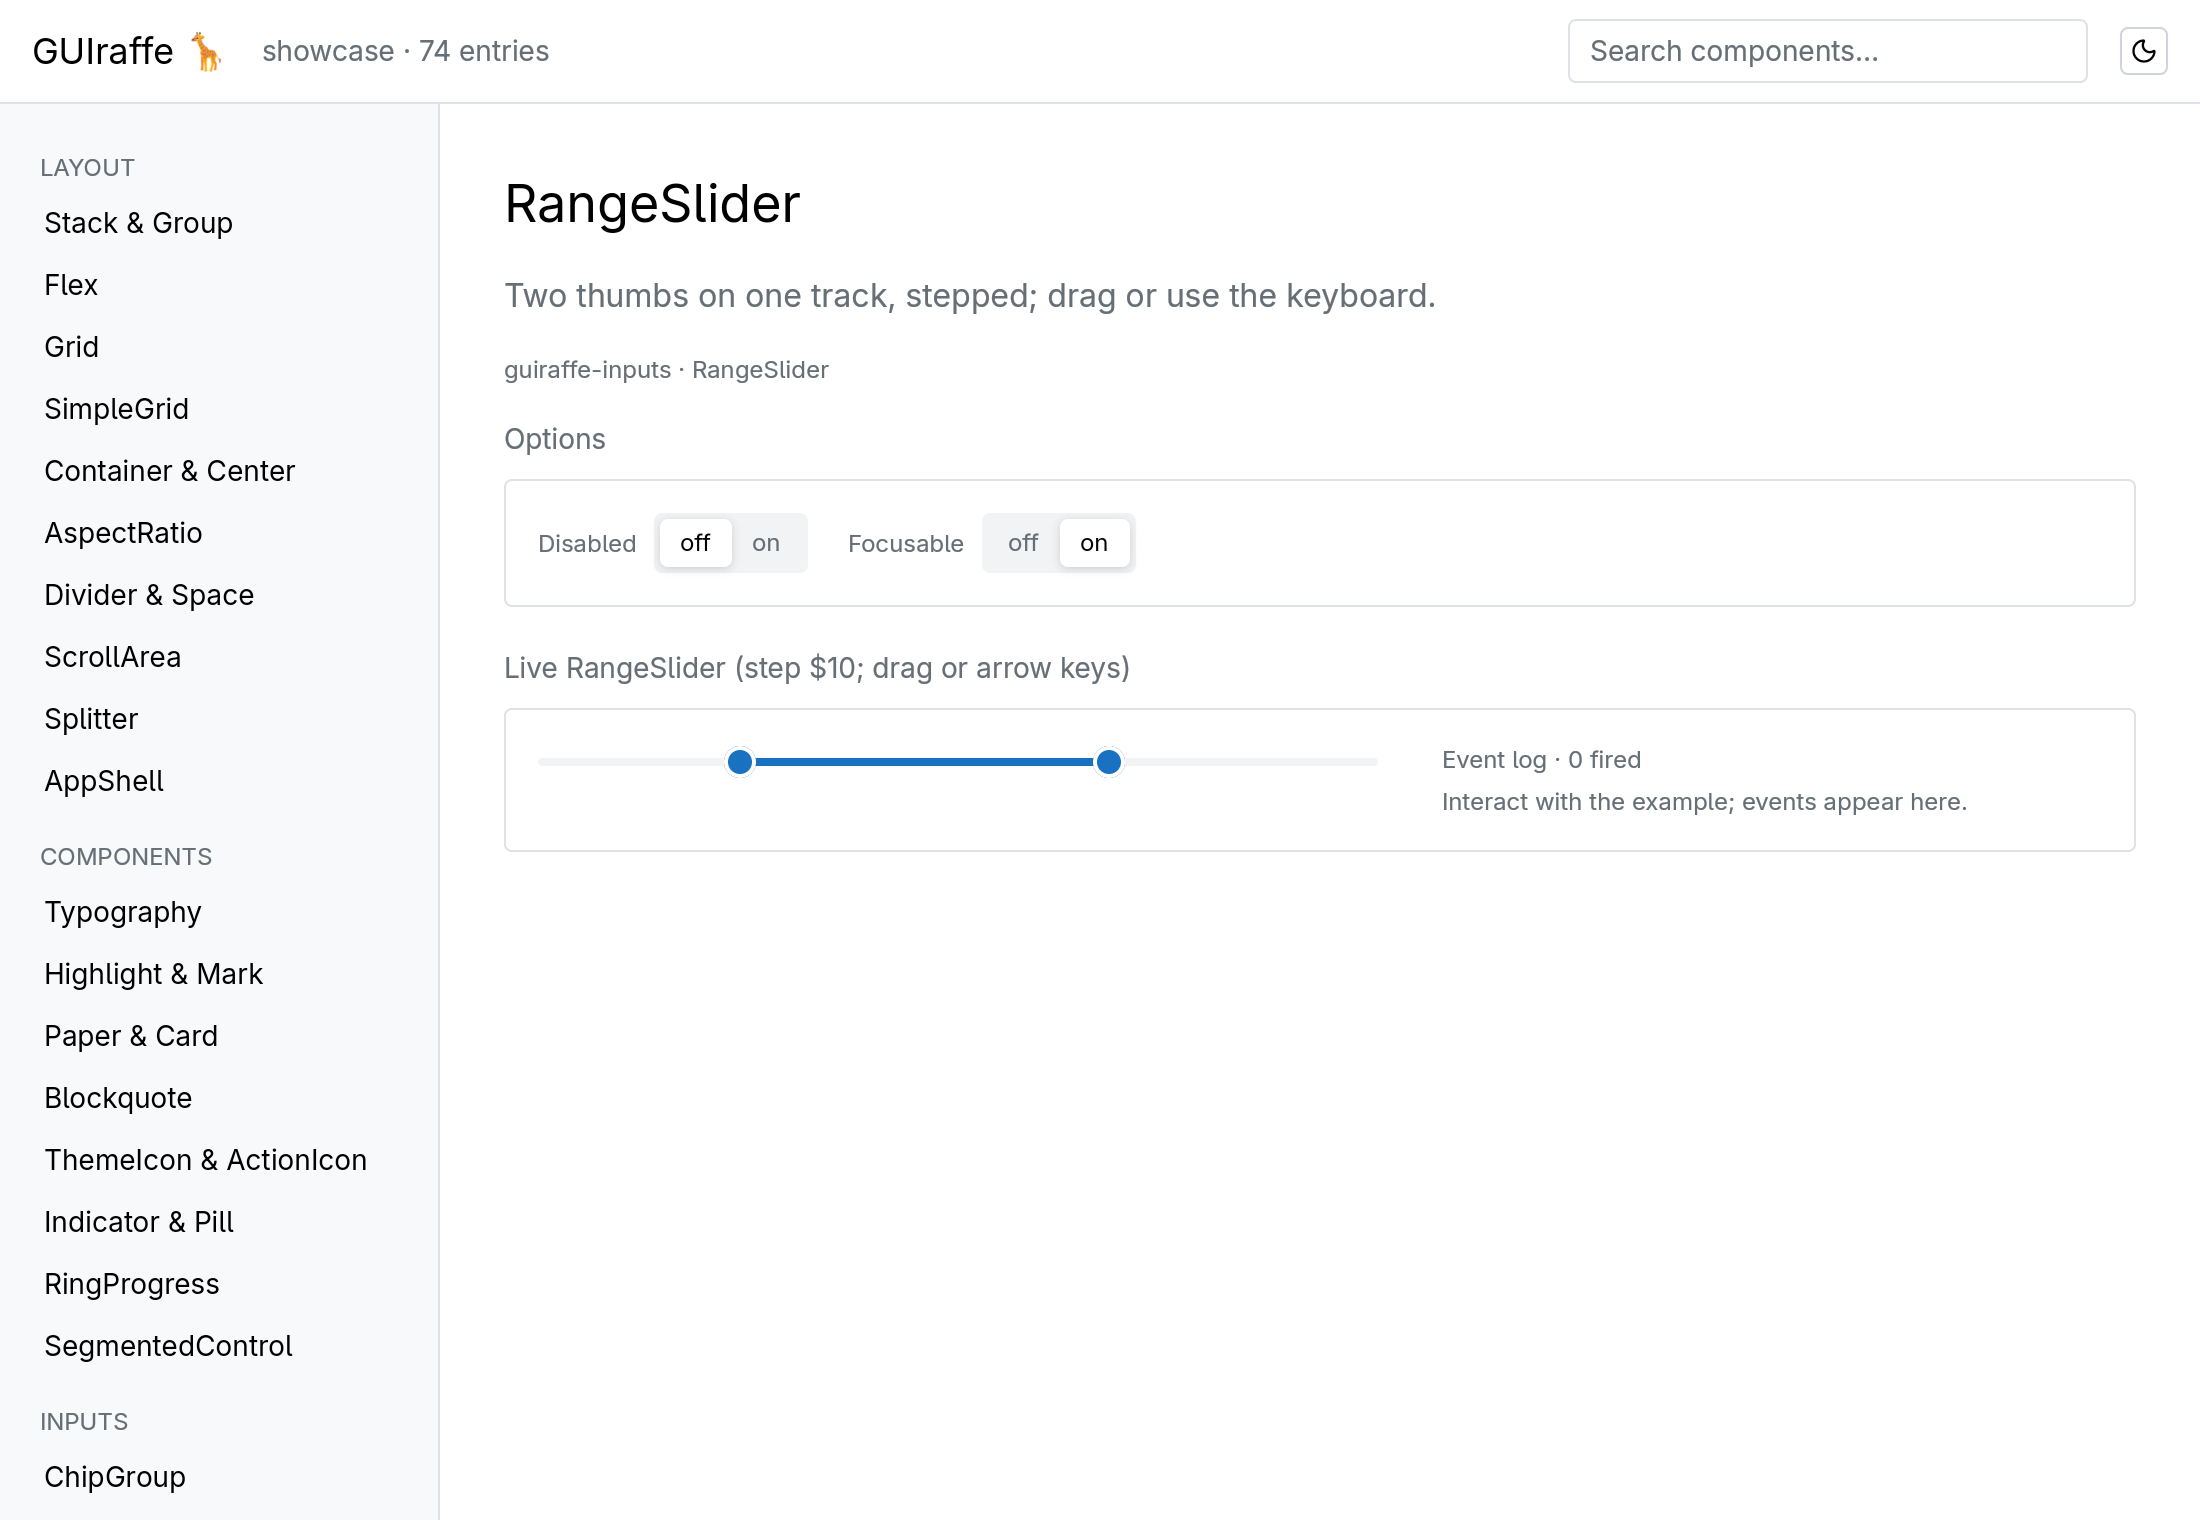 GUIraffe 🦒 showcase · 74 entries
Search components...
LAYOUT
Stack & Group
Flex
Grid
SimpleGrid
Container & Center
AspectRatio
Divider & Space
ScrollArea
Splitter
AppShell
COMPONENTS
Typography
Highlight & Mark
Paper & Card
Blockquote
ThemeIcon & ActionIcon
Indicator & Pill
RingProgress
SegmentedControl
INPUTS
ChipGroup
RangeSlider
Two thumbs on one track, stepped; drag or use the keyboard.
guiraffe-inputs · RangeSlider
Options
Disabled off on Focusable off on
Live RangeSlider (step $10; drag or arrow keys)
Event log · 0 fired
Interact with the example; events appear here.